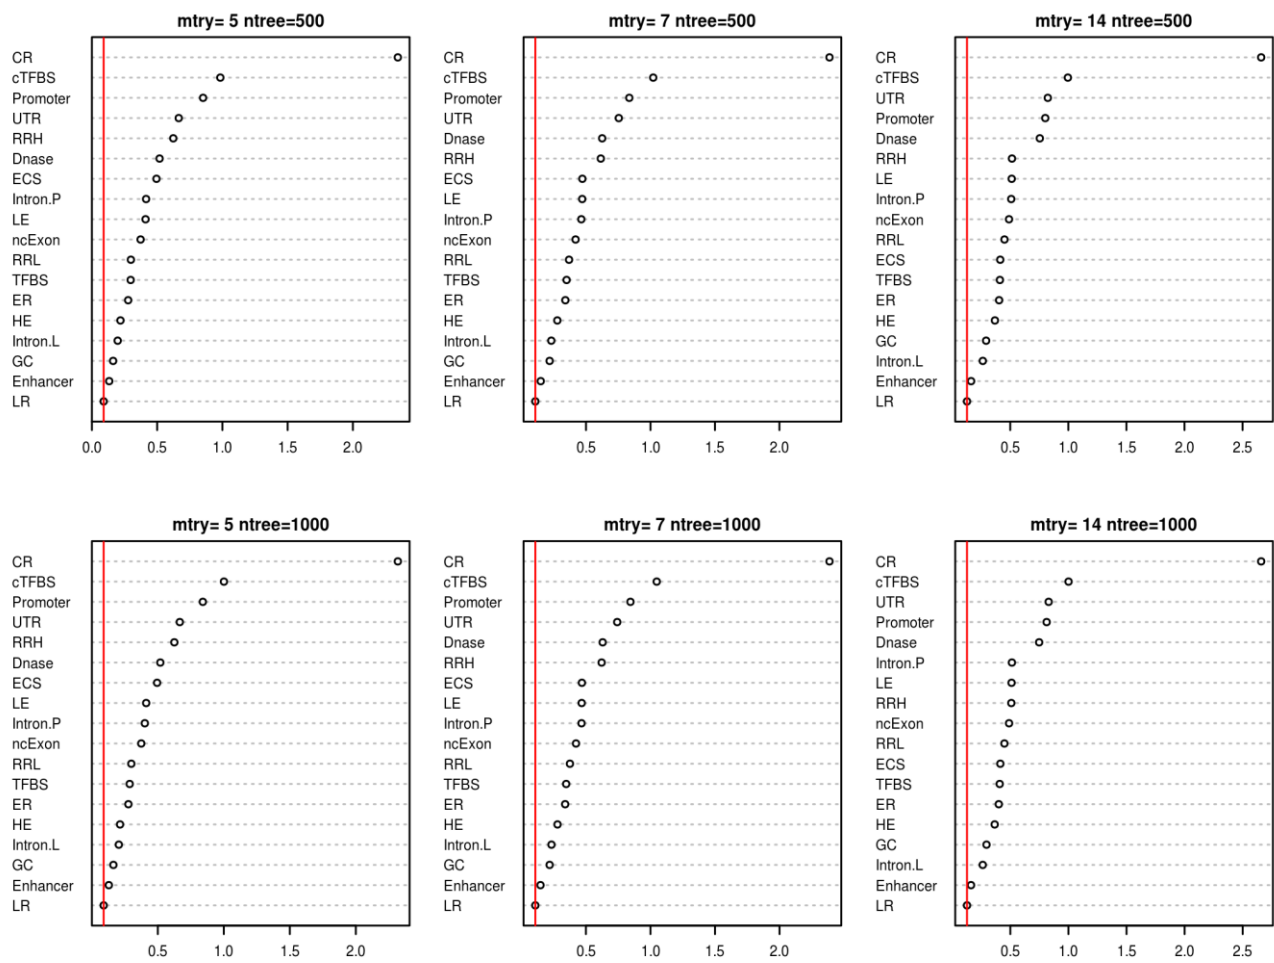 mtry= 5 ntree=500
CR
cTFBS
Promoter
UTR
RRH
Dnase
ECS
Intron.P
LE
ncExon
RRL
TFBS
ER
HE
Intron.L
GC
Enhancer
LR
0.0 0.5 1.0 1.5 2.0
mtry= 7 ntree=500
CR
cTFBS
Promoter
UTR
Dnase
RRH
ECS
LE
Intron.P
ncExon
RRL
TFBS
ER
HE
Intron.L
GC
Enhancer
LR
0.5 1.0 1.5 2.0
mtry= 14 ntree=500
CR
cTFBS
UTR
Promoter
Dnase
RRH
LE
Intron.P
ncExon
RRL
ECS
TFBS
ER
HE
GC
Intron.L
Enhancer
LR
0.5 1.0 1.5 2.0 2.5
mtry= 5 ntree=1000
CR
cTFBS
Promoter
UTR
RRH
Dnase
ECS
LE
Intron.P
ncExon
RRL
TFBS
ER
HE
Intron.L
GC
Enhancer
LR
0.5 1.0 1.5 2.0
mtry= 7 ntree=1000
CR
cTFBS
Promoter
UTR
Dnase
RRH
ECS
LE
Intron.P
ncExon
RRL
TFBS
ER
HE
Intron.L
GC
Enhancer
LR
0.5 1.0 1.5 2.0
mtry= 14 ntree=1000
CR
cTFBS
UTR
Promoter
Dnase
Intron.P
LE
RRH
ncExon
RRL
ECS
TFBS
ER
HE
GC
Intron.L
Enhancer
LR
0.5 1.0 1.5 2.0 2.5